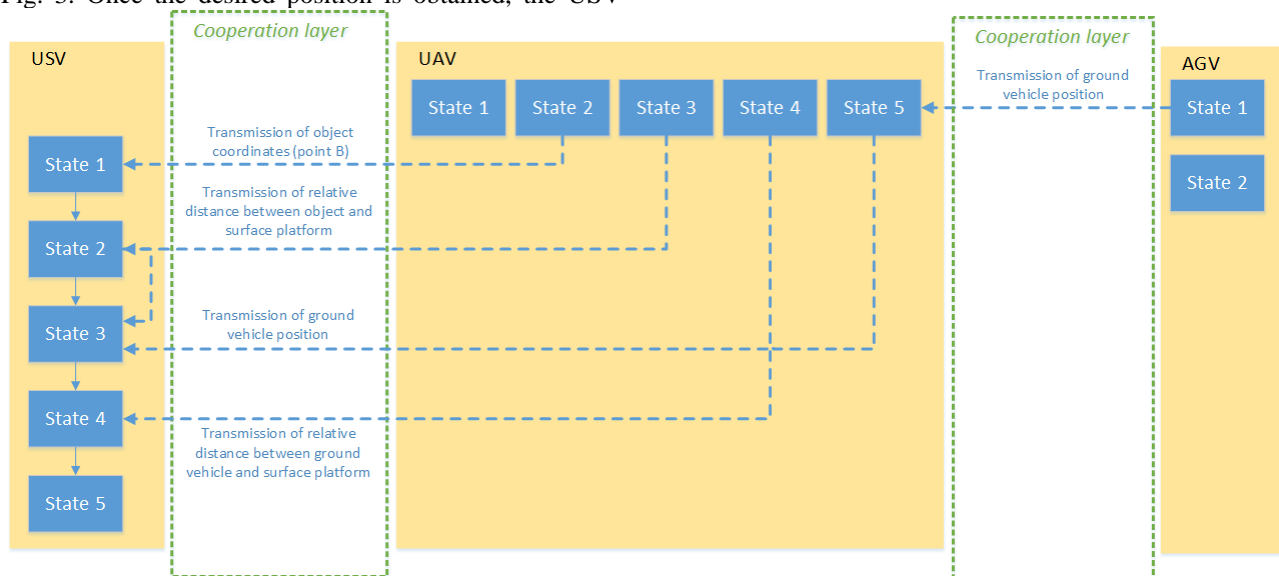 Fig. 3. Once the desired position is obtained, the USV
Cooperation layer
USV
State 1
State 2
State 3
State 4
State 5
Transmission of object
coordinates (point B)
Transmission of relative
distance between object and
surface platform
Transmission of ground
vehicle position
Transmission of relative
distance between ground
vehicle and surface platform
UAV
State 1
State 2
State 3
State 4
State 5
Cooperation layer
Transmission of ground
vehicle position
AGV
State 1
State 2